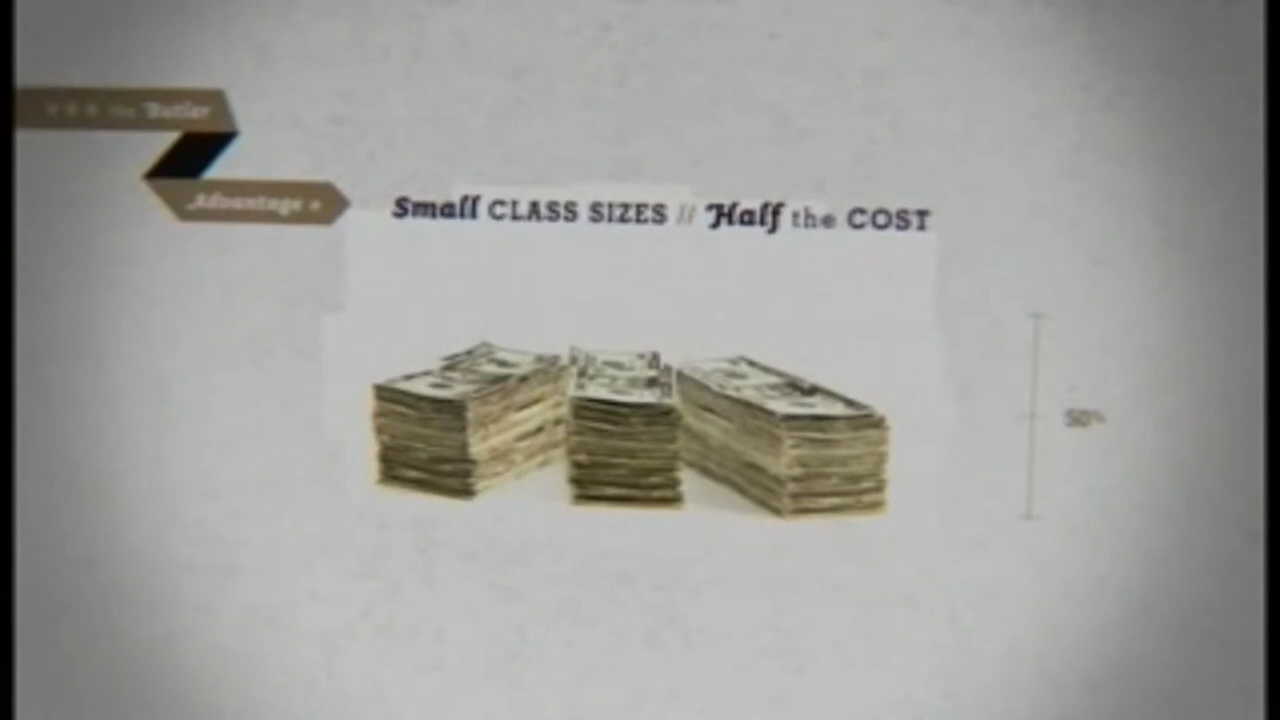 the Butler
Advantage
Small CLASS SIZES // Half the COST
50%